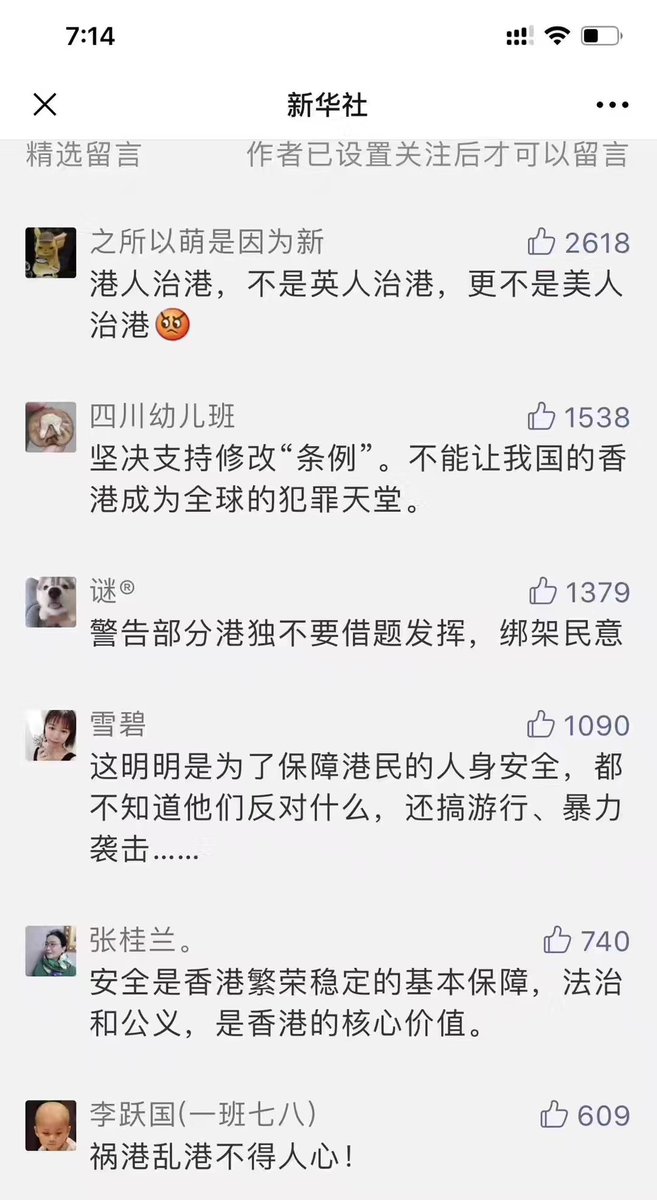 7:14
新华社
精选留言 作者已设置关注后才可以留言
之所以萌是因为新 2618
港人治港，不是英人治港，更不是美人
治港😡
四川幼儿班 1538
坚决支持修改“条例”。不能让我国的香
港成为全球的犯罪天堂。
谜® 1379
警告部分港独不要借题发挥，绑架民意
雪碧 1090
这明明是为了保障港民的人身安全，都
不知道他们反对什么，还搞游行、暴力
袭击……
张桂兰。 740
安全是香港繁荣稳定的基本保障，法治
和公义，是香港的核心价值。
李跃国(一班七八) 609
祸港乱港不得人心！